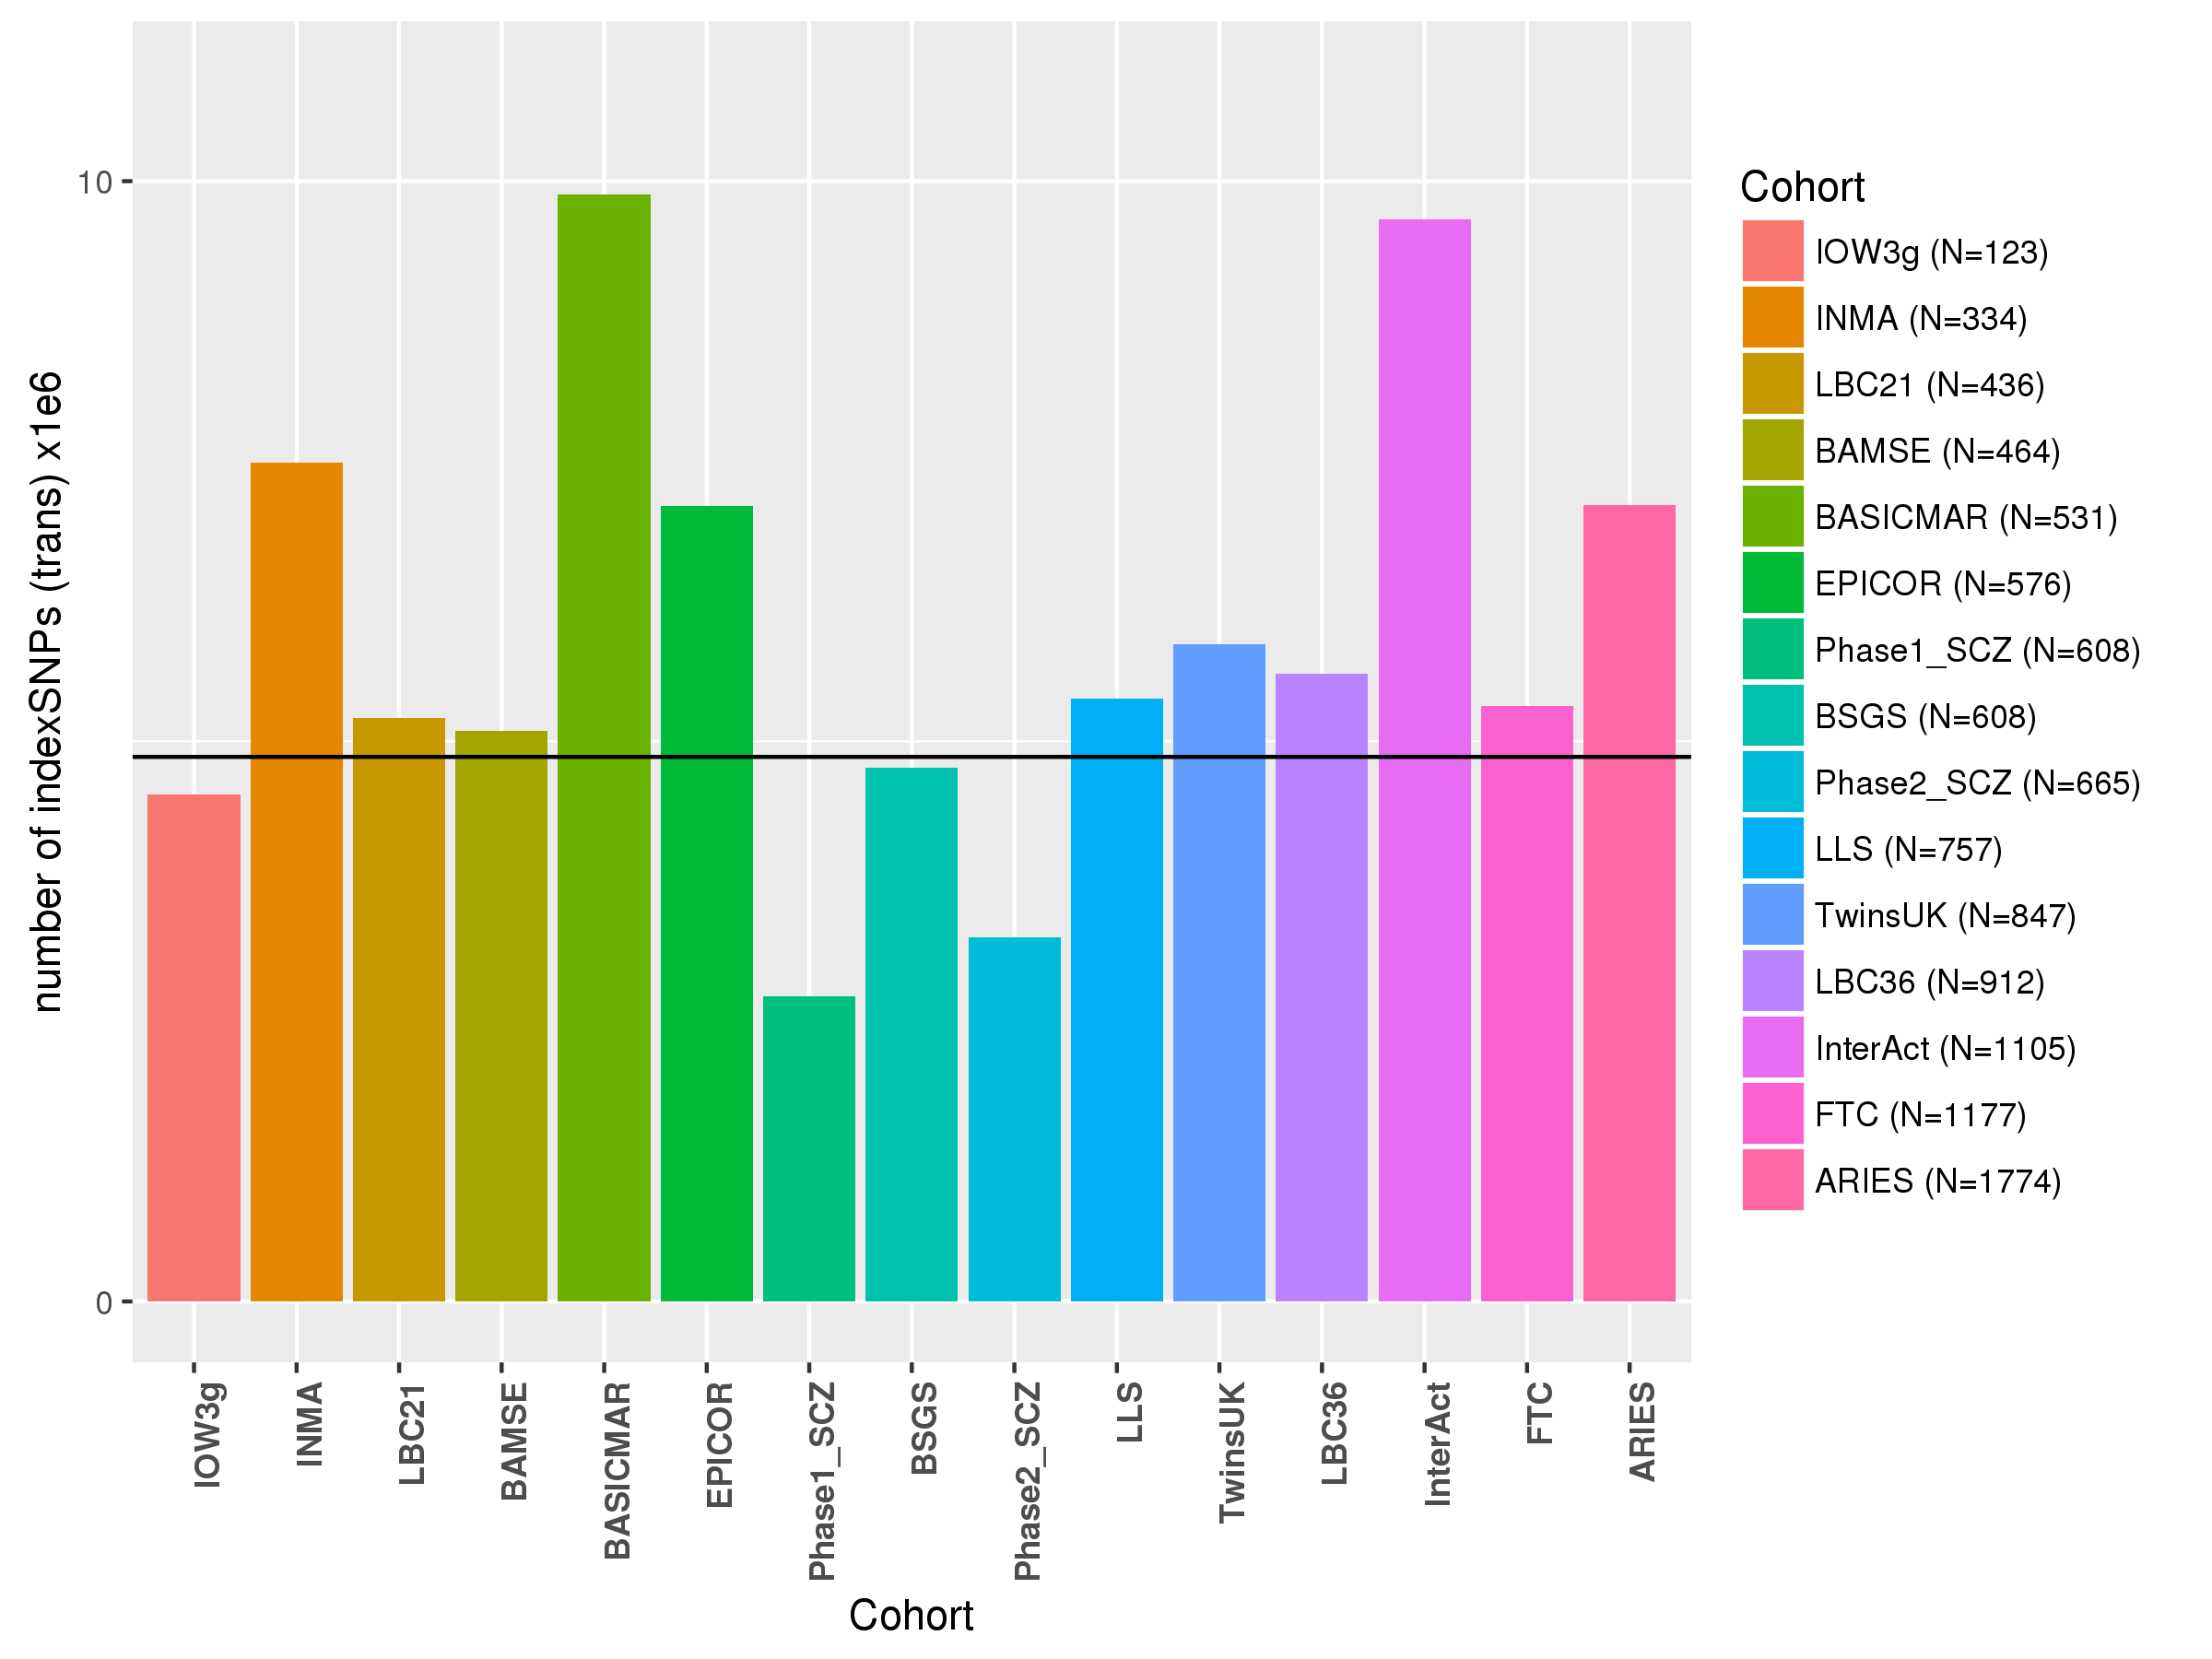 number of indexSNPs (trans) x1e6
10
0
IOW3g
INMA
LBC21
BAMSE
BASICMAR
EPICOR
Phase1_SCZ
BSGS
Phase2_SCZ
LLS
TwinsUK
LBC36
InterAct
FTC
ARIES
Cohort
Cohort
IOW3g (N=123)
INMA (N=334)
LBC21 (N=436)
BAMSE (N=464)
BASICMAR (N=531)
EPICOR (N=576)
Phase1_SCZ (N=608)
BSGS (N=608)
Phase2_SCZ (N=665)
LLS (N=757)
TwinsUK (N=847)
LBC36 (N=912)
InterAct (N=1105)
FTC (N=1177)
ARIES (N=1774)